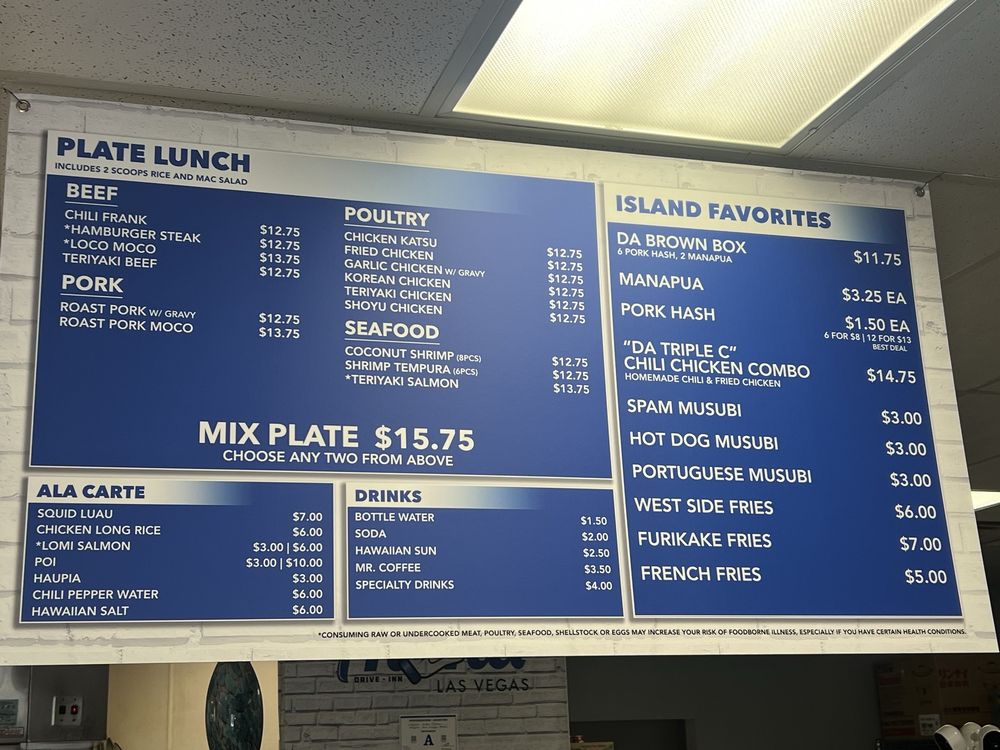 PLATE LUNCH
INCLUDES 2 SCOOPS RICE AND MAC SALAD
BEEF
CHILI FRANK $12.75
*HAMBURGER STEAK $12.75
*LOCO MOCO $13.75
TERIYAKI BEEF $12.75
PORK
ROAST PORK W/ GRAVY $12.75
ROAST PORK MOCO $13.75
POULTRY
CHICKEN KATSU $12.75
FRIED CHICKEN $12.75
GARLIC CHICKEN W/ GRAVY $12.75
KOREAN CHICKEN $12.75
TERIYAKI CHICKEN $12.75
SHOYU CHICKEN $12.75
SEAFOOD
COCONUT SHRIMP (8PCS) $12.75
SHRIMP TEMPURA (6PCS) $12.75
*TERIYAKI SALMON $13.75
MIX PLATE $15.75
CHOOSE ANY TWO FROM ABOVE
ALA CARTE
SQUID LUAU $7.00
CHICKEN LONG RICE $6.00
*LOMI SALMON $3.00 | $6.00
POI $3.00 | $10.00
HAUPIA $3.00
CHILI PEPPER WATER $6.00
HAWAIIAN SALT $6.00
DRINKS
BOTTLE WATER $1.50
SODA $2.00
HAWAIIAN SUN $2.50
MR. COFFEE $3.50
SPECIALTY DRINKS $4.00
ISLAND FAVORITES
DA BROWN BOX $11.75
6 PORK HASH, 2 MANAPUA
MANAPUA $3.25 EA
PORK HASH $1.50 EA
6 FOR $8 | 12 FOR $13
BEST DEAL
"DA TRIPLE C"
CHILI CHICKEN COMBO $14.75
HOMEMADE CHILI & FRIED CHICKEN
SPAM MUSUBI $3.00
HOT DOG MUSUBI $3.00
PORTUGUESE MUSUBI $3.00
WEST SIDE FRIES $6.00
FURIKAKE FRIES $7.00
FRENCH FRIES $5.00
*CONSUMING RAW OR UNDERCOOKED MEAT, POULTRY, SEAFOOD, SHELLSTOCK OR EGGS MAY INCREASE YOUR RISK OF FOODBORNE ILLNESS, ESPECIALLY IF YOU HAVE CERTAIN HEALTH CONDITIONS.
DRIVE-INN
LAS VEGAS
A